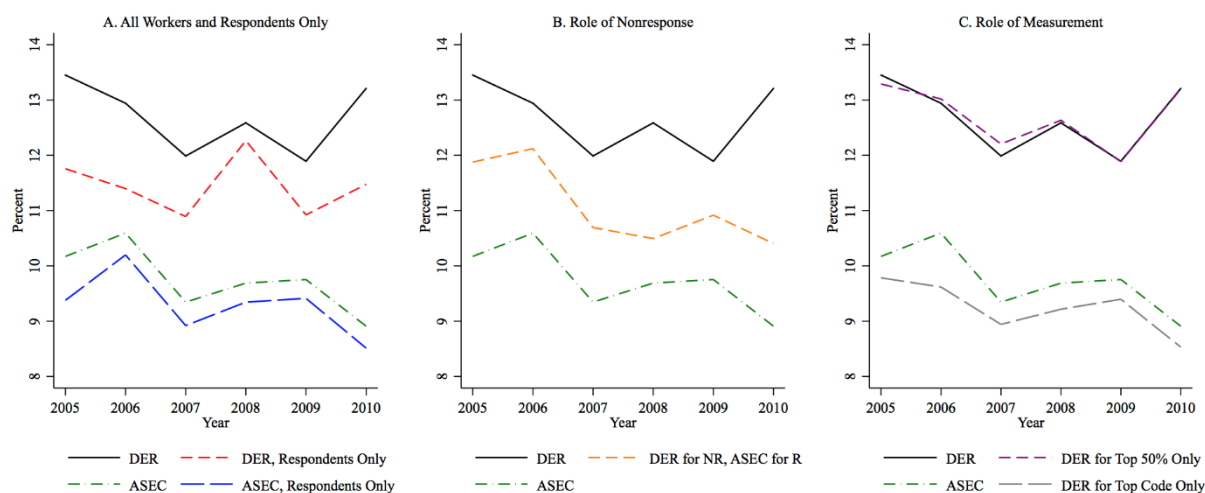 A. All Workers and Respondents Only
14
13
12
11
10
9
8
Percent
2005 2006 2007 2008 2009 2010
Year
DER
DER, Respondents Only
ASEC
ASEC, Respondents Only
B. Role of Nonresponse
14
13
12
11
10
9
8
Percent
2005 2006 2007 2008 2009 2010
Year
DER
DER for NR, ASEC for R
ASEC
C. Role of Measurement
14
13
12
11
10
9
8
Percent
2005 2006 2007 2008 2009 2010
Year
DER
DER for Top 50% Only
ASEC
DER for Top Code Only